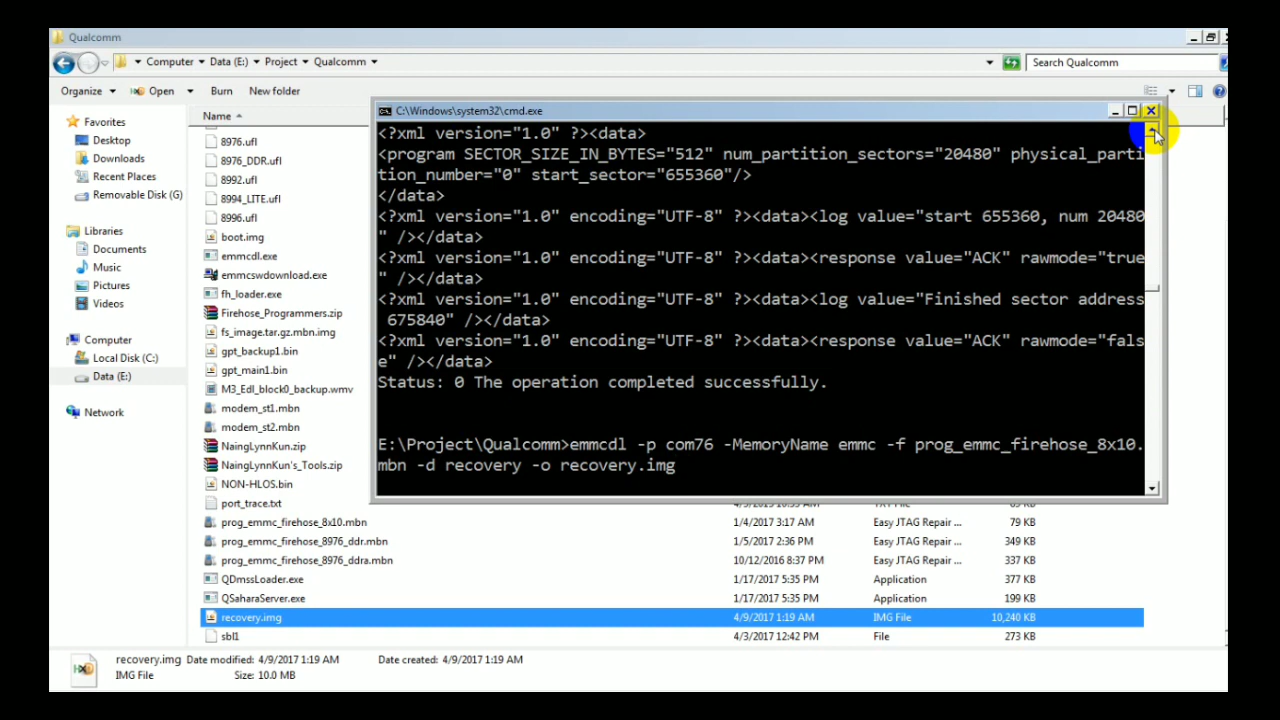 Qualcomm
Computer Data (E:) Project Qualcomm
Search Qualcomm
Organize Open Burn New folder
Favorites
Desktop
Downloads
Recent Places
Removable Disk (G
Libraries
Documents
Music
Pictures
Videos
Computer
Local Disk (C:)
Data (E:)
Network
Name
8976.ufl
8976_DDR.ufl
8992.ufl
8994_LITE.ufl
8996.ufl
boot.img
emmcdl.exe
emmcswdownload.exe
fh_loader.exe
Firehose_Programmers.zip
fs_image.tar.gz.mbn.img
gpt_backup1.bin
gpt_main1.bin
M3_Edl_block0_backup.wmv
modem_st1.mbn
modem_st2.mbn
NaingLynnKun.zip
NaingLynnKun's_Tools.zip
NON-HLOS.bin
port_trace.txt
prog_emmc_firehose_8x10.mbn 1/4/2017 3:17 AM Easy JTAG Repair ... 79 KB
prog_emmc_firehose_8976_ddr.mbn 1/5/2017 2:36 PM Easy JTAG Repair ... 349 KB
prog_emmc_firehose_8976_ddra.mbn 10/12/2016 8:37 PM Easy JTAG Repair ... 337 KB
QDmssLoader.exe 1/17/2017 5:35 PM Application 377 KB
QSaharaServer.exe 1/17/2017 5:35 PM Application 199 KB
recovery.img 4/9/2017 1:19 AM IMG File 10,240 KB
sbl1 4/3/2017 12:42 PM File 273 KB
C:\Windows\system32\cmd.exe
<?xml version="1.0" ?><data>
<program SECTOR_SIZE_IN_BYTES="512" num_partition_sectors="20480" physical_parti
tion_number="0" start_sector="655360"/>
</data>
<?xml version="1.0" encoding="UTF-8" ?><data><log value="start 655360, num 20480
" /></data>
<?xml version="1.0" encoding="UTF-8" ?><data><response value="ACK" rawmode="true
" /></data>
<?xml version="1.0" encoding="UTF-8" ?><data><log value="Finished sector address
 675840" /></data>
<?xml version="1.0" encoding="UTF-8" ?><data><response value="ACK" rawmode="fals
e" /></data>
Status: 0 The operation completed successfully.
E:\Project\Qualcomm>emmcdl -p com76 -MemoryName emmc -f prog_emmc_firehose_8x10.
mbn -d recovery -o recovery.img
recovery.img Date modified: 4/9/2017 1:19 AM Date created: 4/9/2017 1:19 AM
IMG File Size: 10.0 MB